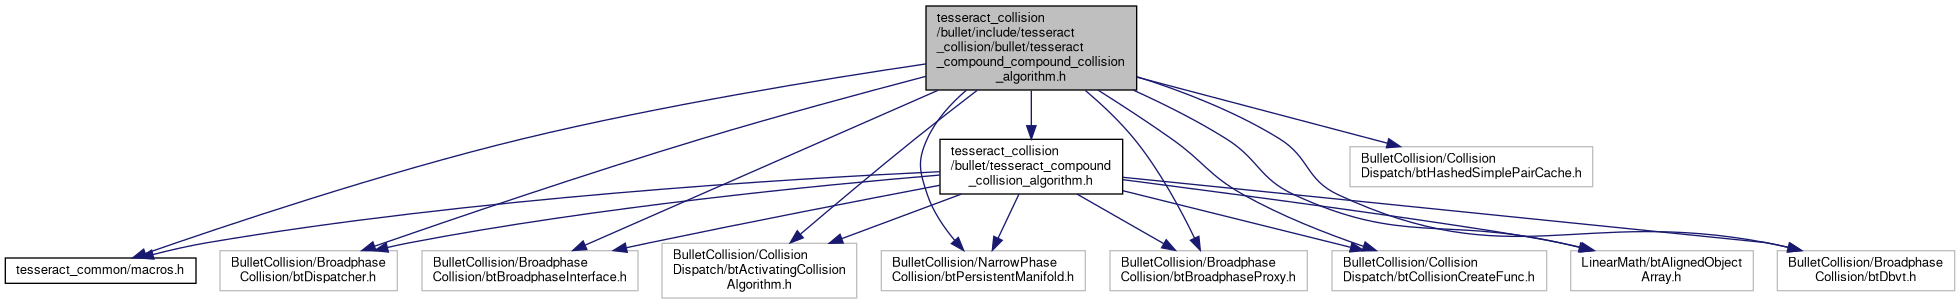 tesseract_collision
/bullet/include/tesseract
_collision/bullet/tesseract
_compound_compound_collision
_algorithm.h
tesseract_collision
/bullet/tesseract_compound
_collision_algorithm.h
BulletCollision/Collision
Dispatch/btHashedSimplePairCache.h
tesseract_common/macros.h
BulletCollision/Broadphase
Collision/btDispatcher.h
BulletCollision/Broadphase
Collision/btBroadphaseInterface.h
BulletCollision/Collision
Dispatch/btActivatingCollision
Algorithm.h
BulletCollision/NarrowPhase
Collision/btPersistentManifold.h
BulletCollision/Broadphase
Collision/btBroadphaseProxy.h
BulletCollision/Collision
Dispatch/btCollisionCreateFunc.h
LinearMath/btAlignedObject
Array.h
BulletCollision/Broadphase
Collision/btDbvt.h